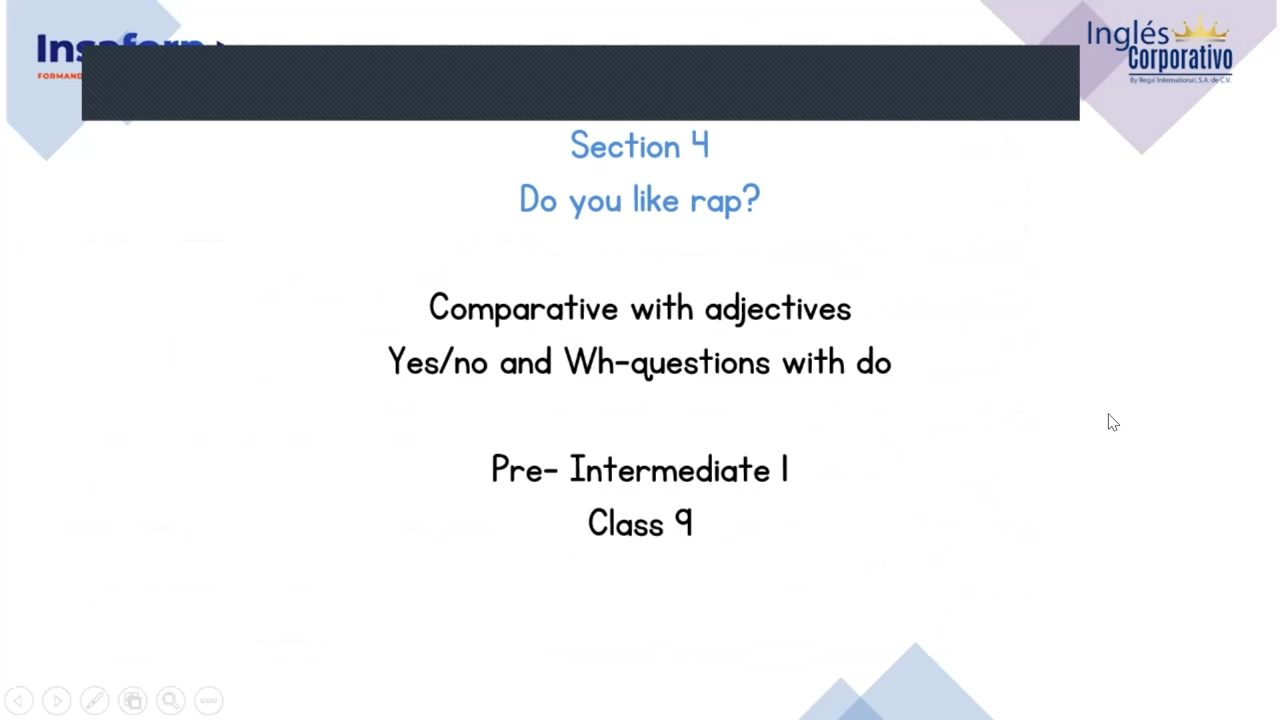 Inglés
Corporativo
By Regal International, S.A. de C.V.
Section 4
Do you like rap?
Comparative with adjectives
Yes/no and Wh-questions with do
Pre- Intermediate 1
Class 9